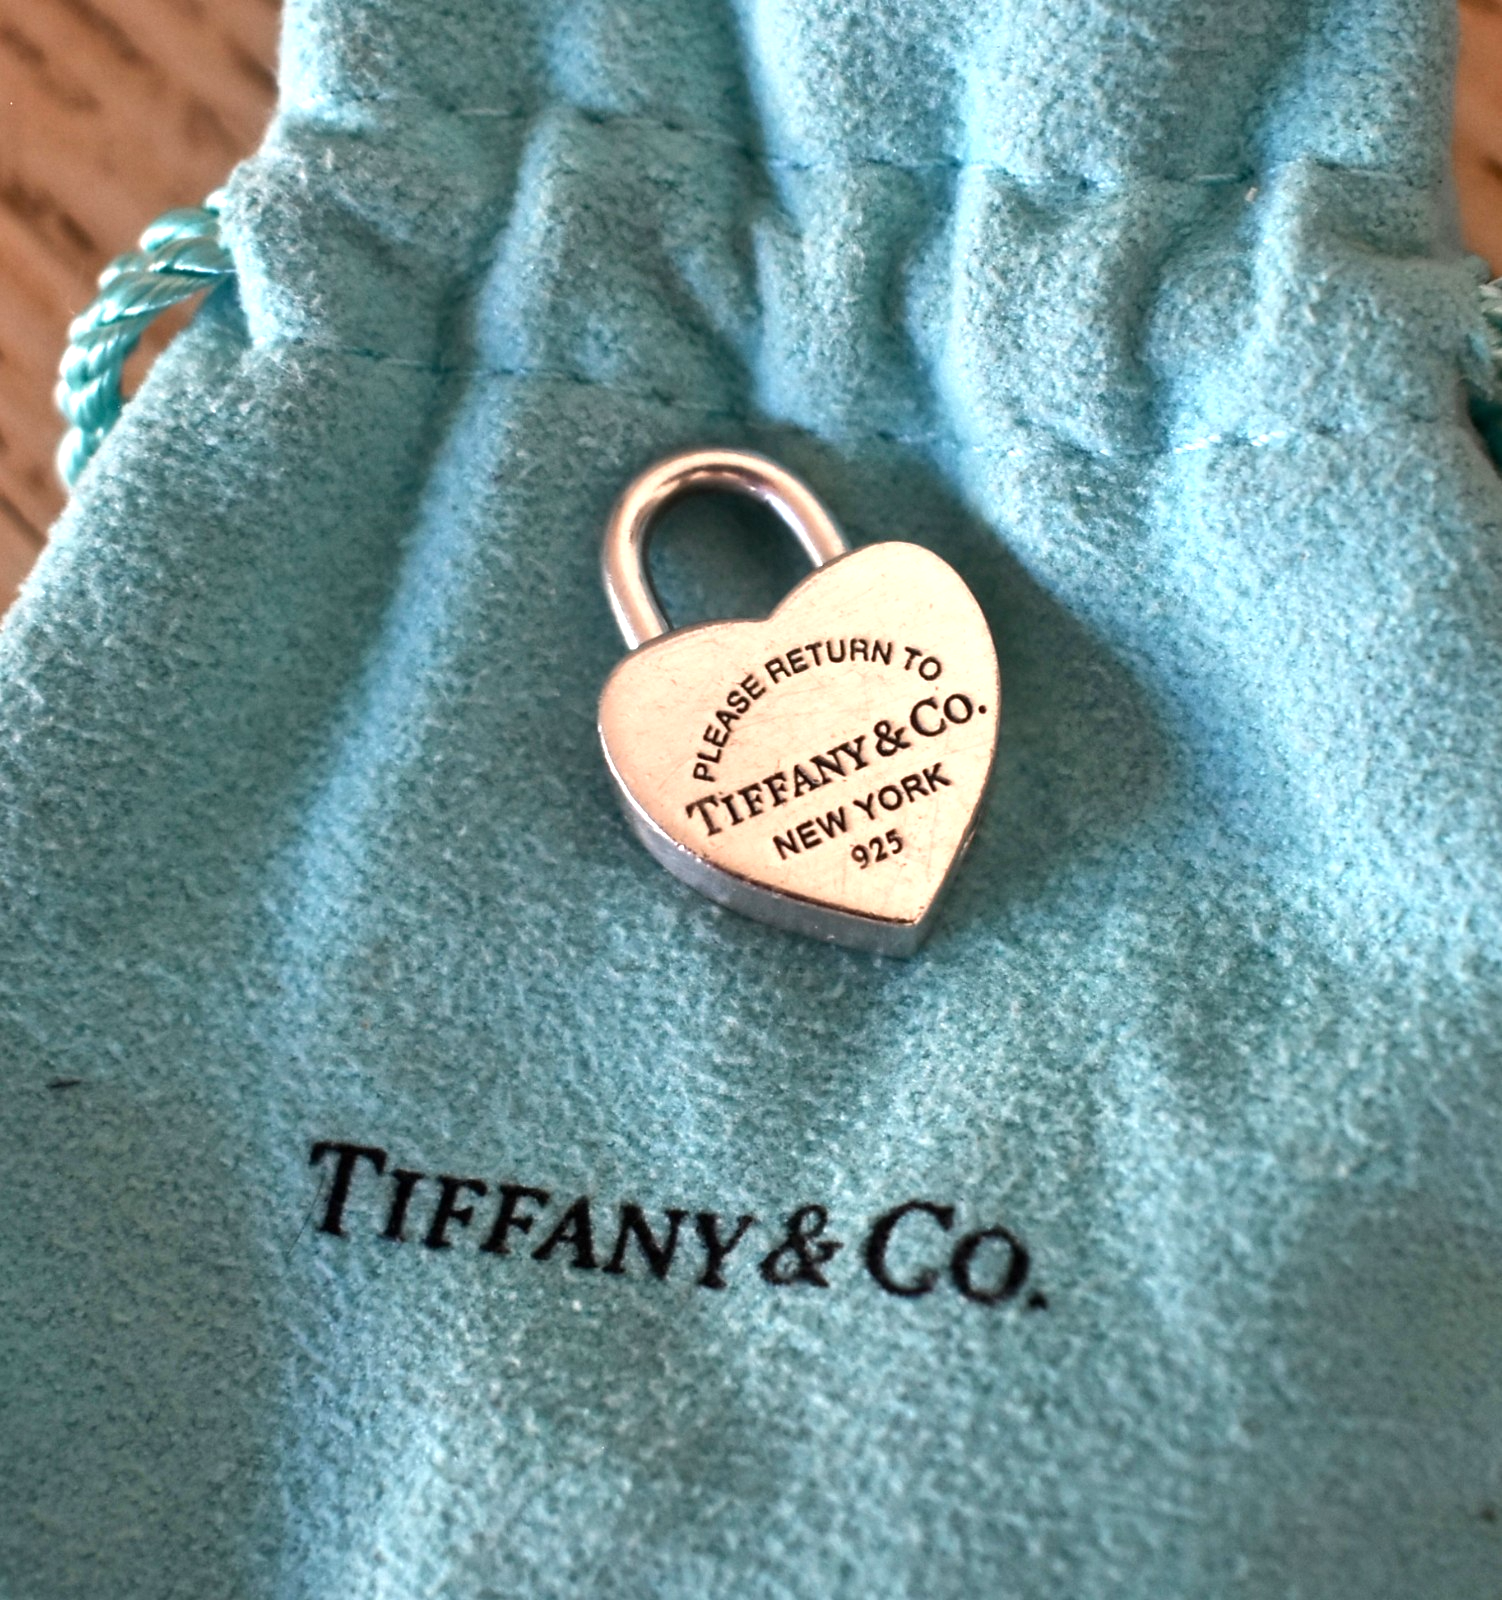 PLEASE RETURN TO
TIFFANY & CO.
NEW YORK
925
TIFFANY & CO.